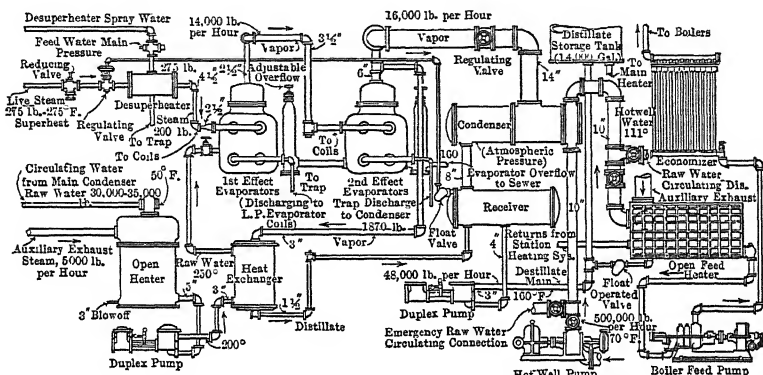 Desuperheater Spray Water
Feed Water Main
Pressure
Reducing
Valve
275 lb.
Live Steam
275 lb.-275°F.
Superheat
Regulating
Valve
Desuperheater
To Trap
Steam
200 lb.
To Coils
4½"
2½"
2½"
14,000 lb.
per Hour
Vapor
3½"
Adjustable
Overflow
16,000 lb. per Hour
Vapor
6"
Regulating
Valve
14"
Distillate
Storage Tank
(14,000 Gal.)
To
Main
Heater
To Boilers
Hotwell
Water
111°
10"
Economizer
Raw Water
Circulating Dis.
Auxiliary Exhaust
Condenser
(Atmospheric
Pressure)
Evaporator Overflow
to Sewer
160
8"
To
Coils
1st Effect
Evaporators
(Discharging to
L.P. Evaporator
Coils)
To
Trap
2nd Effect
Evaporators
Trap Discharge
to Condenser
1870 lb.
Float
Valve
Receiver
Circulating Water
from Main Condenser
Raw Water 30,000-35,000
lb.
50° F.
Auxiliary Exhaust
Steam, 5000 lb.
per Hour
Open
Heater
Raw Water
250°
Heat
Exchanger
3"
Vapor
3" Blowoff
5"
3"
200°
1½"
Distillate
Duplex Pump
48,000 lb. per Hour
4"
3"
Duplex Pump
Returns from
Station
Heating Sys.
10"
Destillate
Main
160° F.
Emergency Raw Water
Circulating Connection
500,000 lb.
per Hour
70° F.
Hot Wall Pump
Open Feed
Heater
Float
Operated
Valve
Boiler Feed Pump